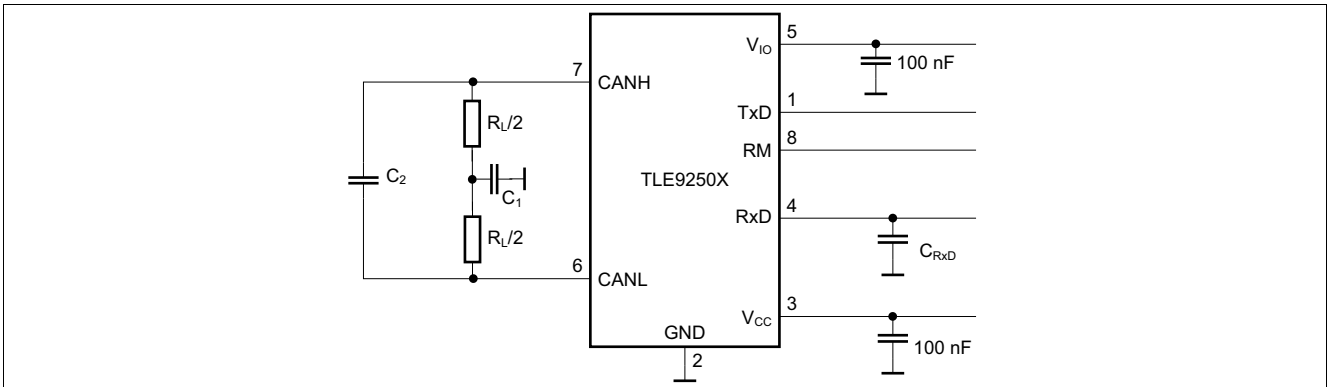 5
V_IO
100 nF
7
CANH
1
TxD
R_L/2
8
RM
C_2
TLE9250X
C_1
RxD
4
R_L/2
C_RxD
6
CANL
3
V_CC
GND
100 nF
2